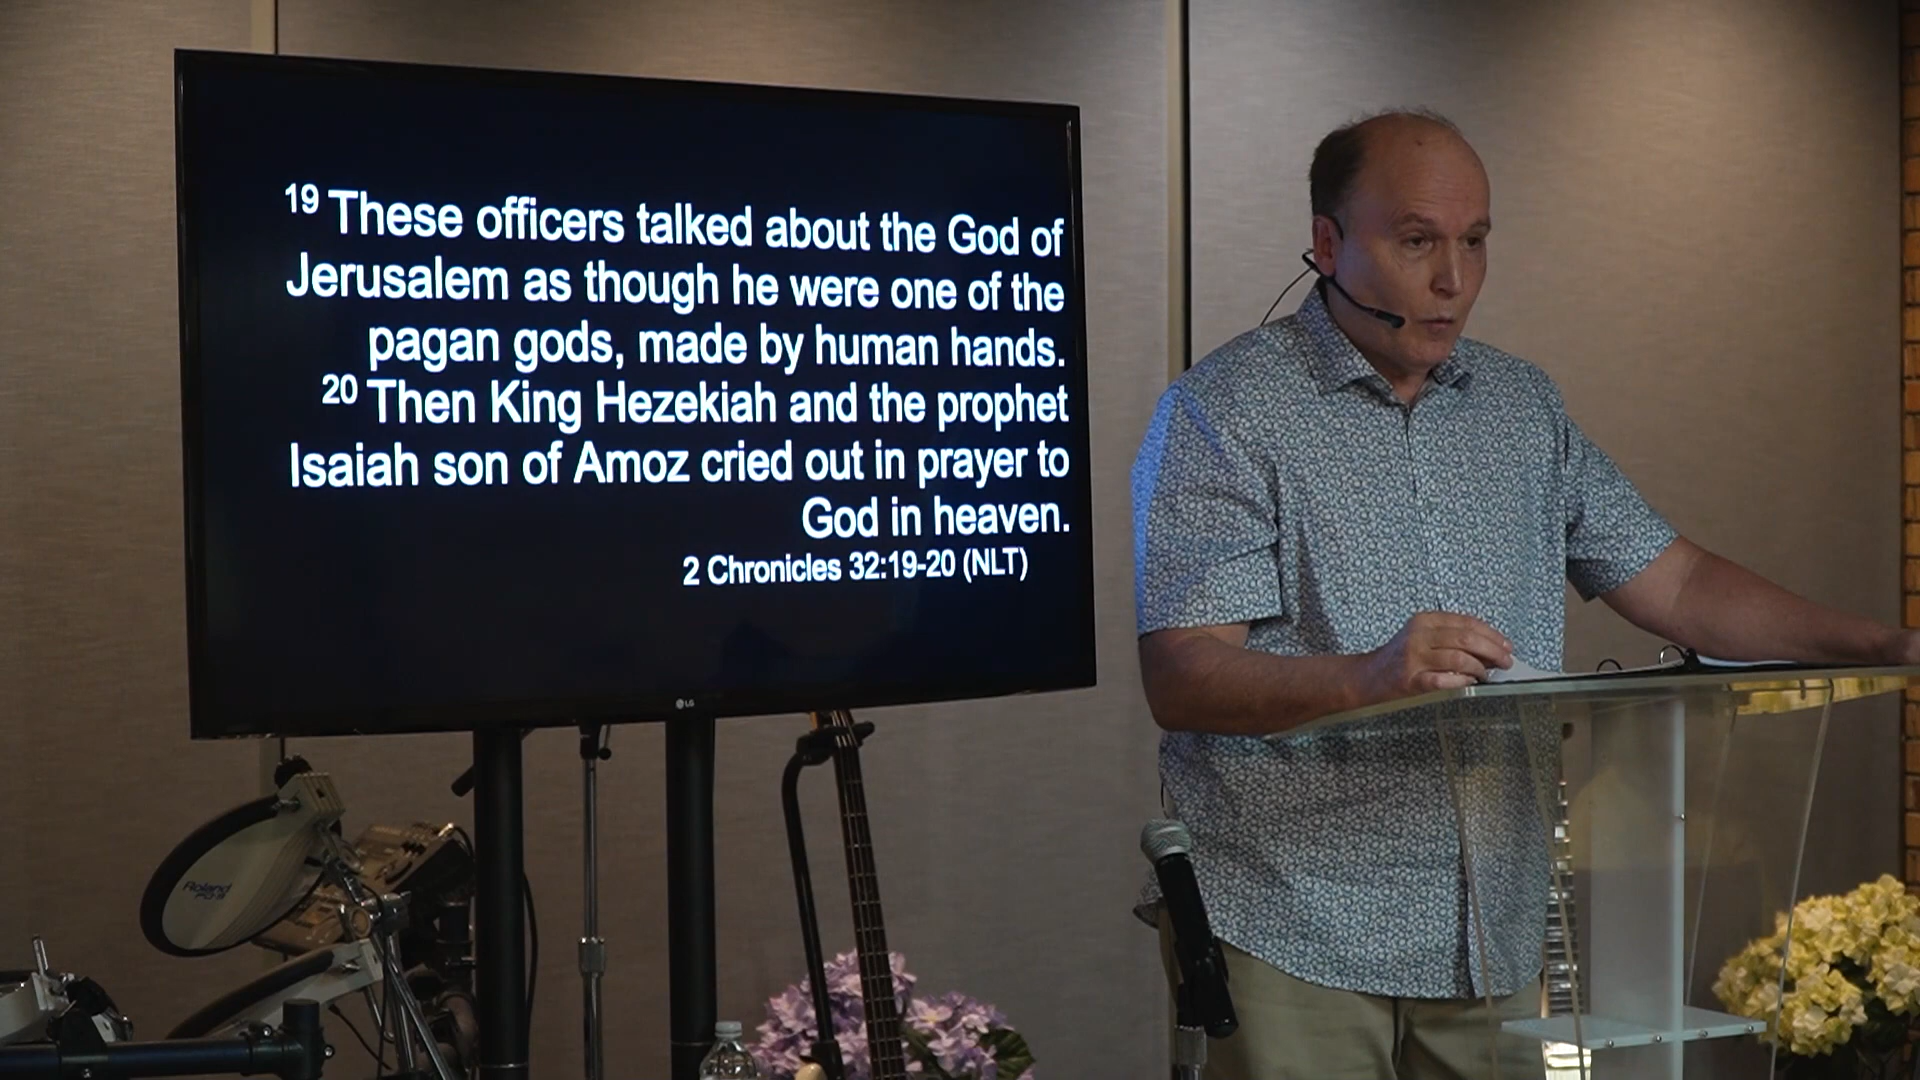 19 These officers talked about the God of
Jerusalem as though he were one of the
pagan gods, made by human hands.
20 Then King Hezekiah and the prophet
Isaiah son of Amoz cried out in prayer to
God in heaven.
2 Chronicles 32:19-20 (NLT)
LG
Roland